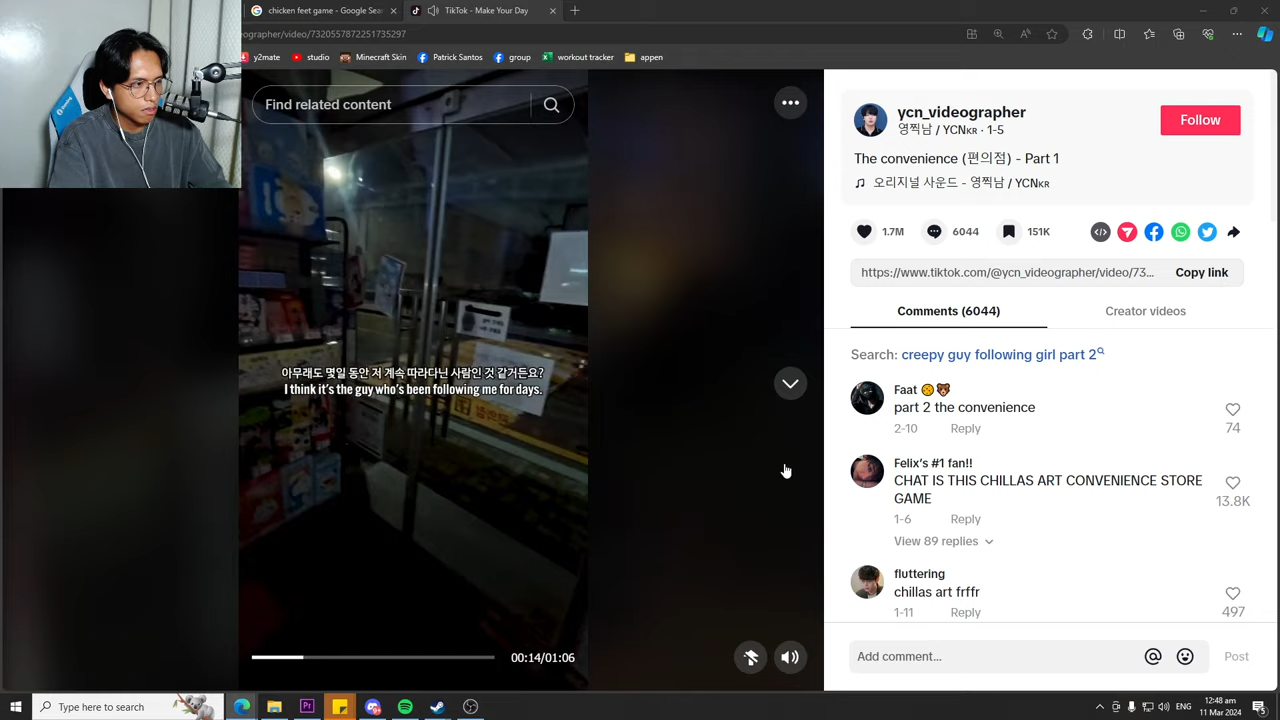 chicken feet game - Google Sear
TikTok - Make Your Day
ographer/video/7320557872251735297
y2mate
studio
Minecraft Skin
Patrick Santos
group
workout tracker
appen
Find related content
아무래도 몇일 동안 저 계속 따라다닌 사람인 것 같거든요?
I think it's the guy who's been following me for days.
00:14/01:06
ycn_videographer
영찍남 / YCNKR · 1-5
Follow
The convenience (편의점) - Part 1
오리지널 사운드 - 영찍남 / YCNKR
1.7M
6044
151K
https://www.tiktok.com/@ycn_videographer/video/73...
Copy link
Comments (6044)
Creator videos
Search: creepy guy following girl part 2
Faat
part 2 the convenience
2-10 Reply
74
Felix's #1 fan!!
CHAT IS THIS CHILLAS ART CONVENIENCE STORE
GAME
13.8K
1-6 Reply
View 89 replies
fluttering
chillas art frffr
1-11 Reply
497
Add comment...
Post
Type here to search
ENG
12:48 am
11 Mar 2024